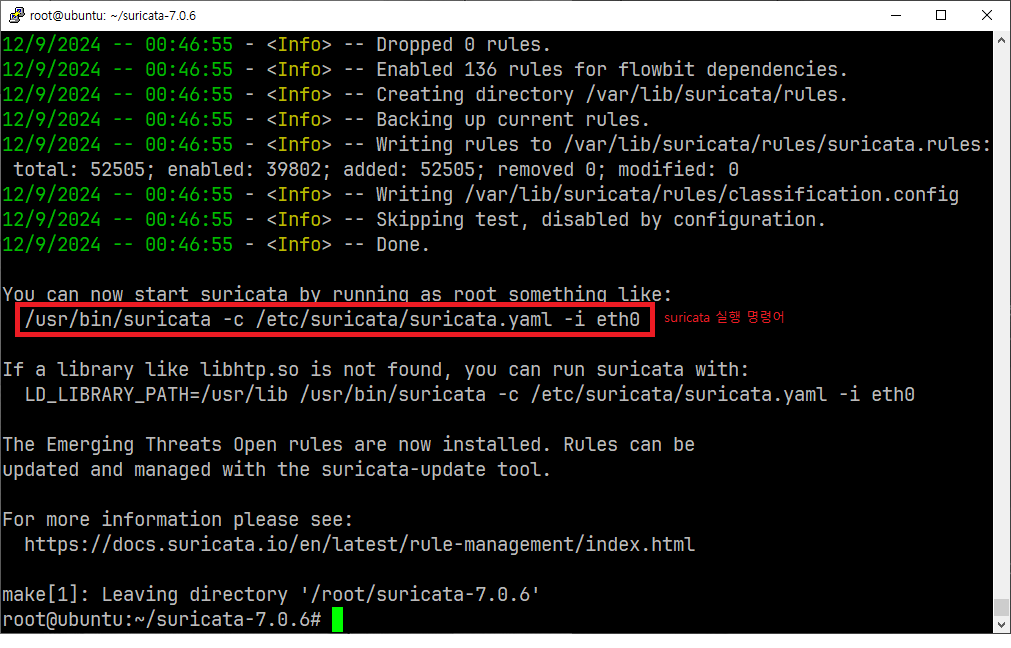 root@ubuntu: ~/suricata-7.0.6
12/9/2024 -- 00:46:55 - <Info> -- Dropped 0 rules.
12/9/2024 -- 00:46:55 - <Info> -- Enabled 136 rules for flowbit dependencies.
12/9/2024 -- 00:46:55 - <Info> -- Creating directory /var/lib/suricata/rules.
12/9/2024 -- 00:46:55 - <Info> -- Backing up current rules.
12/9/2024 -- 00:46:55 - <Info> -- Writing rules to /var/lib/suricata/rules/suricata.rules:
total: 52505; enabled: 39802; added: 52505; removed 0; modified: 0
12/9/2024 -- 00:46:55 - <Info> -- Writing /var/lib/suricata/rules/classification.config
12/9/2024 -- 00:46:55 - <Info> -- Skipping test, disabled by configuration.
12/9/2024 -- 00:46:55 - <Info> -- Done.
You can now start suricata by running as root something like:
/usr/bin/suricata -c /etc/suricata/suricata.yaml -i eth0
suricata 실행 명령어
If a library like libhtp.so is not found, you can run suricata with:
LD_LIBRARY_PATH=/usr/lib /usr/bin/suricata -c /etc/suricata/suricata.yaml -i eth0
The Emerging Threats Open rules are now installed. Rules can be
updated and managed with the suricata-update tool.
For more information please see:
https://docs.suricata.io/en/latest/rule-management/index.html
make[1]: Leaving directory '/root/suricata-7.0.6'
root@ubuntu:~/suricata-7.0.6#